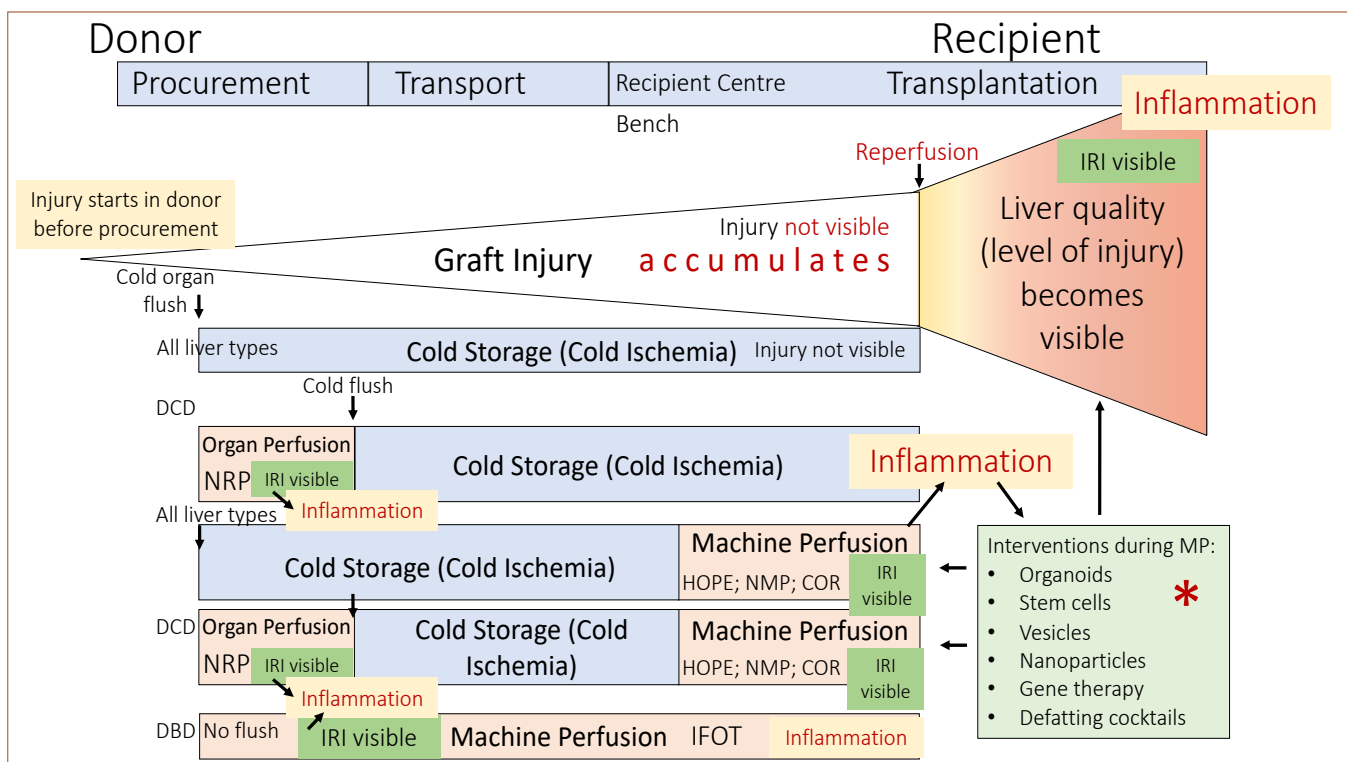 Donor
Recipient
Procurement
Transport
Recipient Centre
Transplantation
Inflammation
Bench
Reperfusion
IRI visible
Injury starts in donor
before procurement
Injury not visible
Graft Injury
accumulates
Liver quality
(level of injury)
becomes
visible
Cold organ
flush
All liver types
Cold Storage (Cold Ischemia)
Injury not visible
Cold flush
DCD
Organ Perfusion
NRP
IRI visible
Inflammation
Cold Storage (Cold Ischemia)
Inflammation
All liver types
Cold Storage (Cold Ischemia)
Machine Perfusion
HOPE; NMP; COR
IRI
visible
DCD
Organ Perfusion
NRP
IRI visible
Inflammation
Cold Storage (Cold
Ischemia)
Machine Perfusion
HOPE; NMP; COR
IRI
visible
DBD
No flush
IRI visible
Machine Perfusion
IFOT
Inflammation
Interventions during MP:
• Organoids
• Stem cells
• Vesicles
• Nanoparticles
• Gene therapy
• Defatting cocktails
*